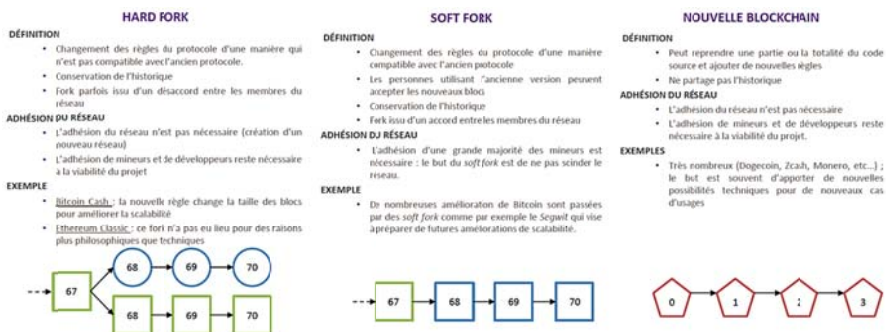 HARD FORK
DÉFINITION
• Changement des règles du protocole d'une manière qui
n'est pas compatible avec l'ancien protocole.
• Conservation de l'historique
• Fork parfois issu d'un désaccord entre les membres du
réseau
ADHÉSION DU RÉSEAU
• L'adhésion du réseau n'est pas nécessaire (création d'un
nouveau réseau)
• L'adhésion de mineurs et de développeurs reste nécessaire
à la viabilité du projet
EXEMPLE
• Bitcoin Cash : la nouvelle règle change la taille des blocs
pour améliorer la scalabilité
• Ethereum Classic : ce fork n'a pas eu lieu pour des raisons
plus philosophiques que techniques
67
68
69
70
68
69
70
SOFT FORK
DÉFINITION
• Changement des règles du protocole d'une manière
compatible avec l'ancien protocole
• Les personnes utilisant l'ancienne version peuvent
accepter les nouveaux blocs
• Conservation de l'historique
• Fork issu d'un accord entre les membres du réseau
ADHÉSION DU RÉSEAU
• L'adhésion d'une grande majorité des mineurs est
nécessaire : le but du soft fork est de ne pas scinder le
réseau.
EXEMPLE
• De nombreuses amélioration de Bitcoin sont passées
par des soft fork comme par exemple le Segwit qui vise
à préparer de futures améliorations de scalabilité.
67
68
69
70
NOUVELLE BLOCKCHAIN
DÉFINITION
• Peut reprendre une partie ou la totalité du code
source et ajouter de nouvelles règles
• Ne partage pas l'historique
ADHÉSION DU RÉSEAU
• L'adhésion du réseau n'est pas nécessaire
• L'adhésion de mineurs et de développeurs reste
nécessaire à la viabilité du projet.
EXEMPLES
• Très nombreux (Dogecoin, Zcash, Monero, etc...) ;
le but est souvent d'apporter de nouvelles
possibilités techniques pour de nouveaux cas
d'usages
0
1
2
3